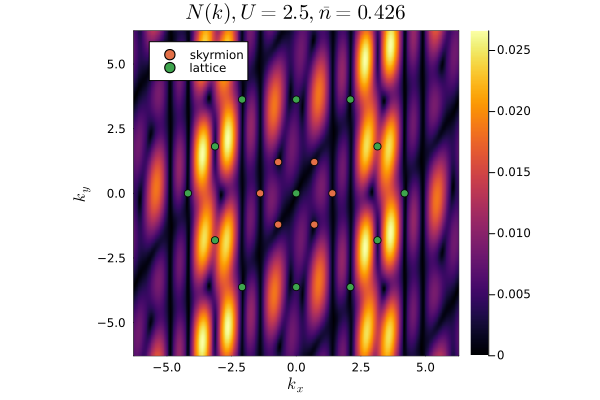 N(k), U = 2.5, n̄ = 0.426
skyrmion
lattice
5.0
2.5
0.0
−2.5
−5.0
k_y
−5.0 −2.5 0.0 2.5 5.0
k_x
0.025
0.020
0.015
0.010
0.005
0